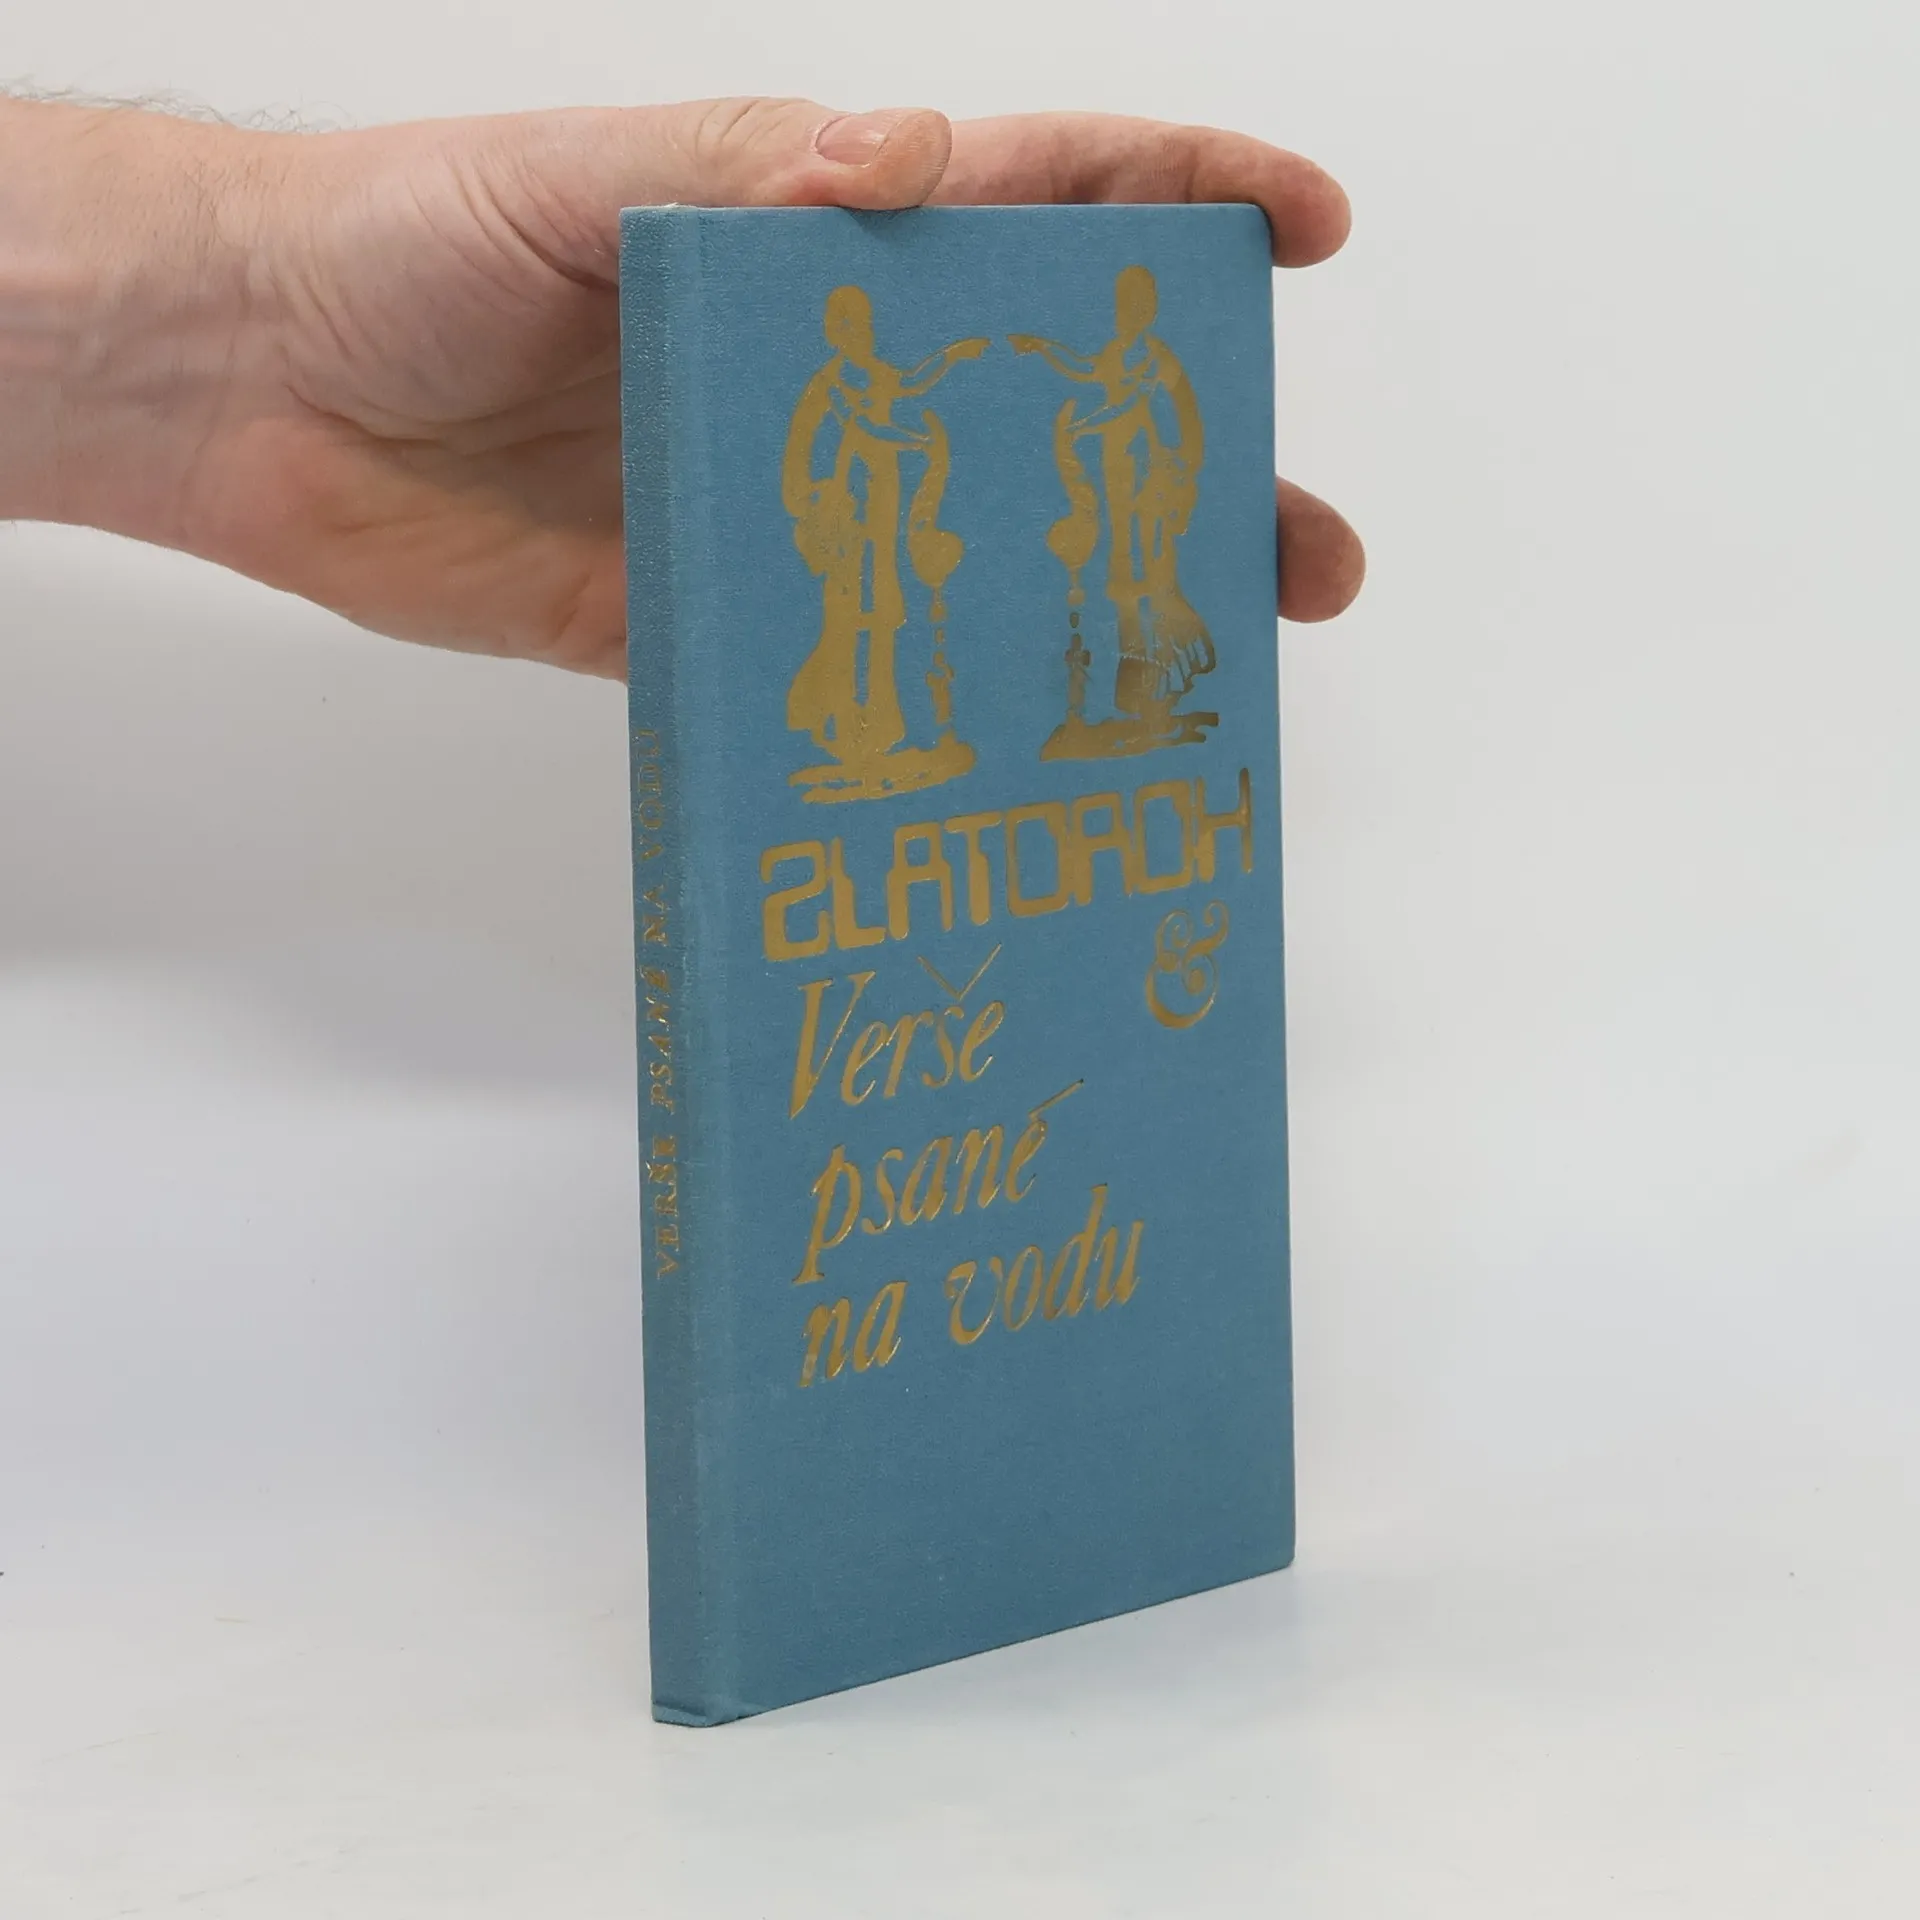 VERŠE PSANÉ NA VODU
ZLATOROH
&
Verše
psané
na vodu